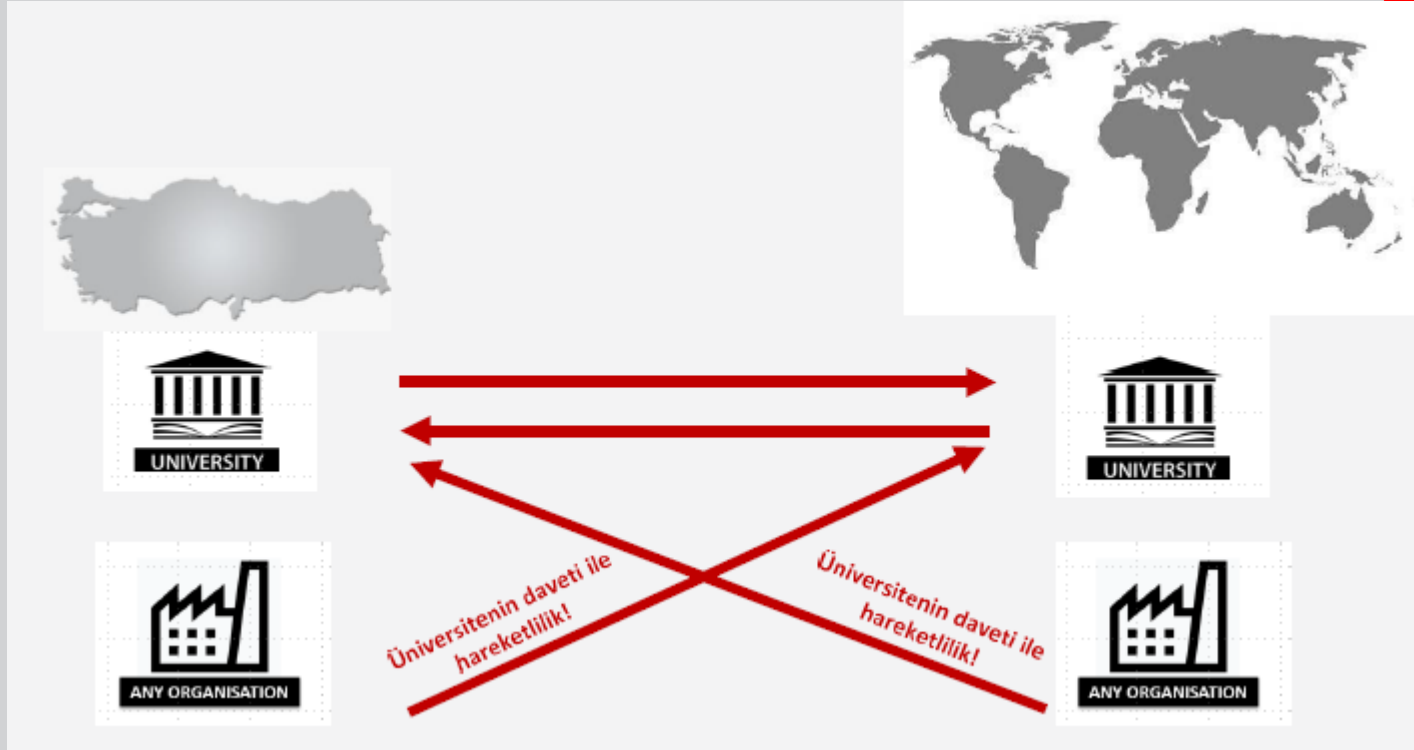 UNIVERSITY
UNIVERSITY
Üniversitenin daveti ile
hareketlilik!
Üniversitenin daveti ile
hareketlilik!
ANY ORGANISATION
ANY ORGANISATION